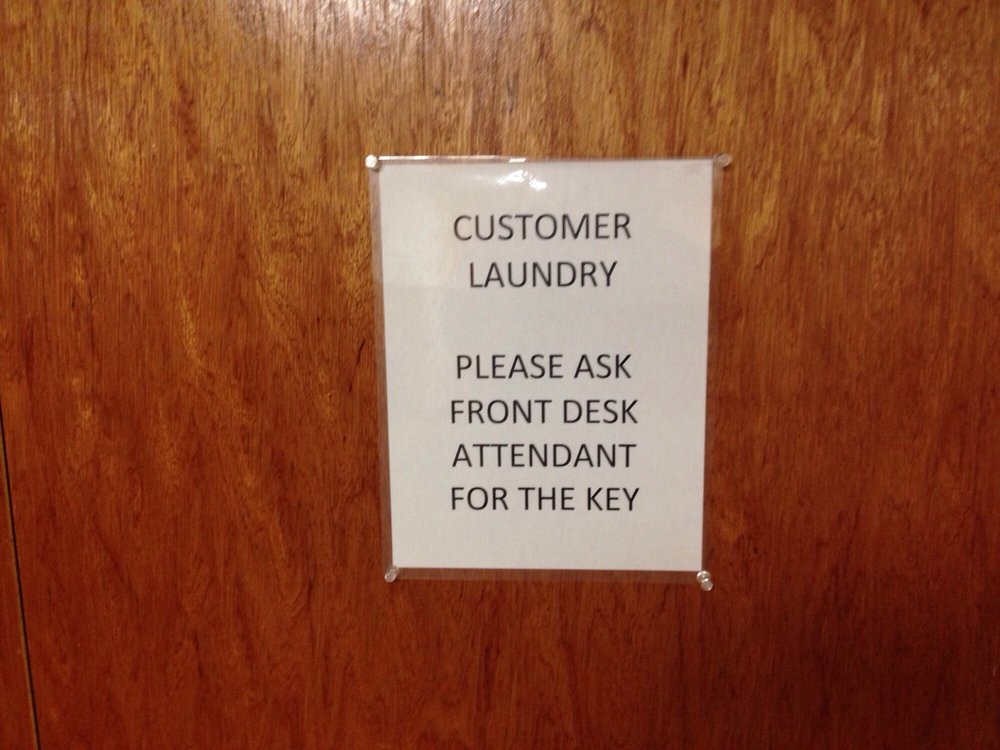 CUSTOMER
LAUNDRY
PLEASE ASK
FRONT DESK
ATTENDANT
FOR THE KEY